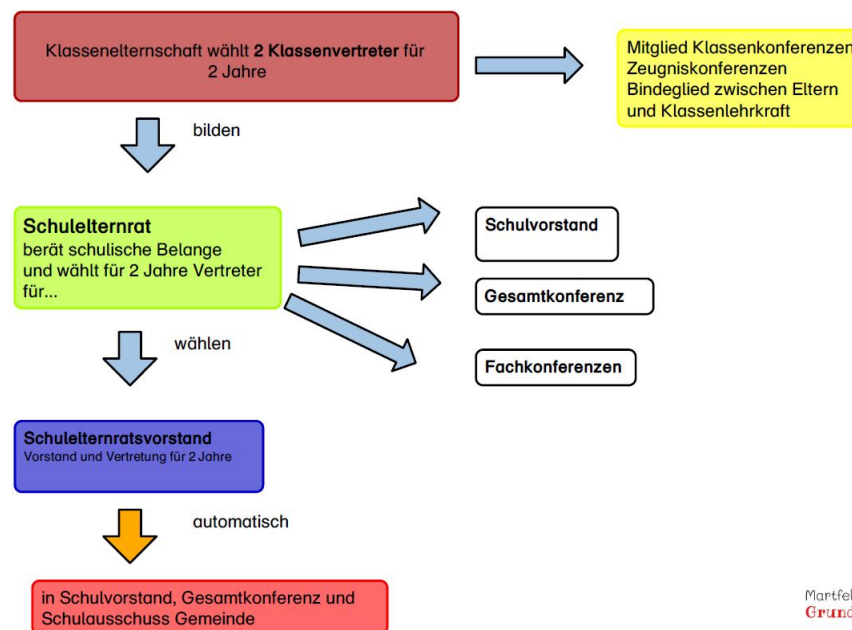 Klassenelternschaft wählt 2 Klassenvertreter für
2 Jahre
Mitglied Klassenkonferenzen
Zeugniskonferenzen
Bindeglied zwischen Eltern
und Klassenlehrkraft
bilden
Schulelternrat
berät schulische Belange
und wählt für 2 Jahre Vertreter
für...
Schulvorstand
Gesamtkonferenz
Fachkonferenzen
wählen
Schulelternratsvorstand
Vorstand und Vertretung für 2 Jahre
automatisch
in Schulvorstand, Gesamtkonferenz und
Schulausschuss Gemeinde